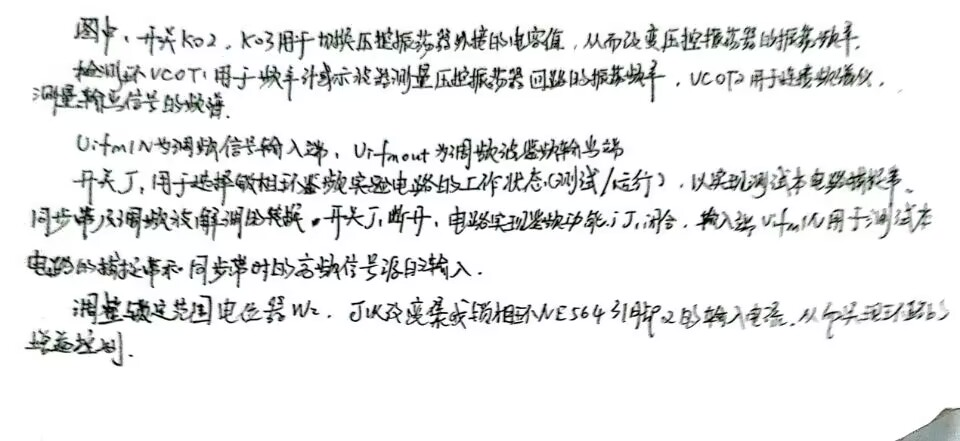 图中，开关K02，K03用于切换压控振荡器外接的电容值，从而改变压控振荡器的振荡频率.
检测环VCOT1用于频率计或示波器测量压控振荡器回路的振荡频率，VCOT2用于连接频谱仪，
测量输出信号的频谱.
Uifm1N为调频信号输入端，Uifmout为调频波鉴频输出端
开关J1用于选择锁相环鉴频实验电路的工作状态(测试/运行)，以实现测试本电路捕捉带、
同步带及调频波解调的转换。开关J1断开，电路实现鉴频功能；J1闭合，输入端Uifm1N用于测试本
电路的捕捉带和同步带时的高频信号源的输入.
调整锁定范围电位器W2，可以改变集成锁相环NE564引脚2的输入电流，从 实现环路的
增益控制.